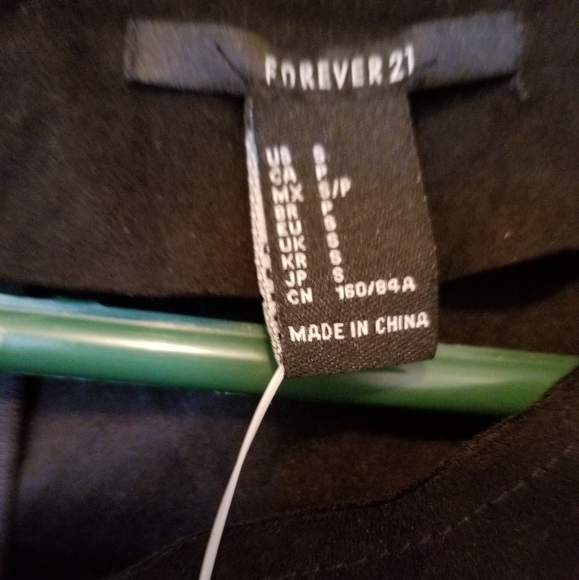 FOREVER 21
US S
CA P
MX S/P
BR P
EU S
UK S
KR S
JP S
CN 160/84A
MADE IN CHINA